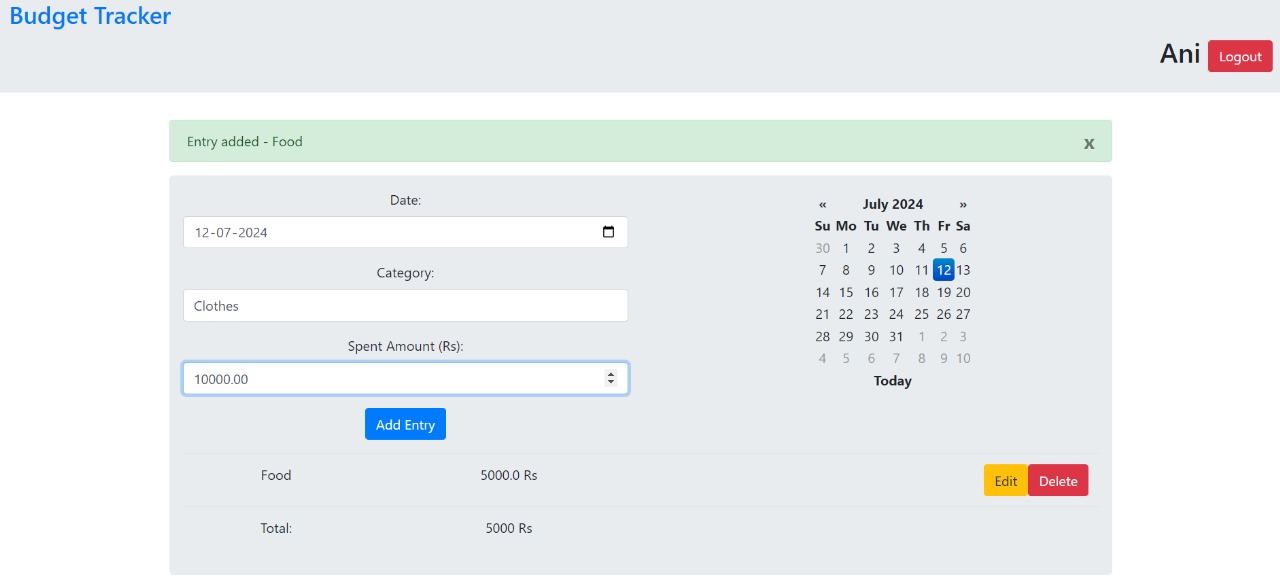 Budget Tracker
Ani Logout
Entry added - Food x
Date:
12-07-2024
Category:
Clothes
Spent Amount (Rs):
10000.00
Add Entry
« July 2024 »
Su Mo Tu We Th Fr Sa
30 1 2 3 4 5 6
7 8 9 10 11 12 13
14 15 16 17 18 19 20
21 22 23 24 25 26 27
28 29 30 31 1 2 3
4 5 6 7 8 9 10
Today
Food 5000.0 Rs Edit Delete
Total: 5000 Rs